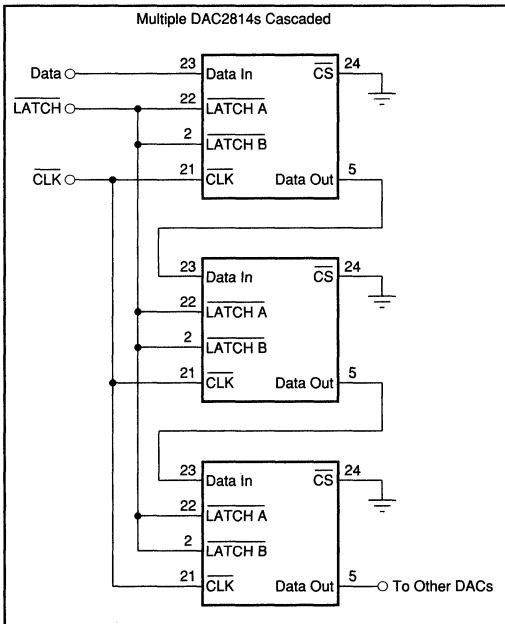 Multiple DAC2814s Cascaded
Data
23 Data In CS 24
LATCH
22 LATCH A
2 LATCH B
CLK
21 CLK Data Out 5
23 Data In CS 24
22 LATCH A
2 LATCH B
21 CLK Data Out 5
23 Data In CS 24
22 LATCH A
2 LATCH B
21 CLK Data Out 5 To Other DACs